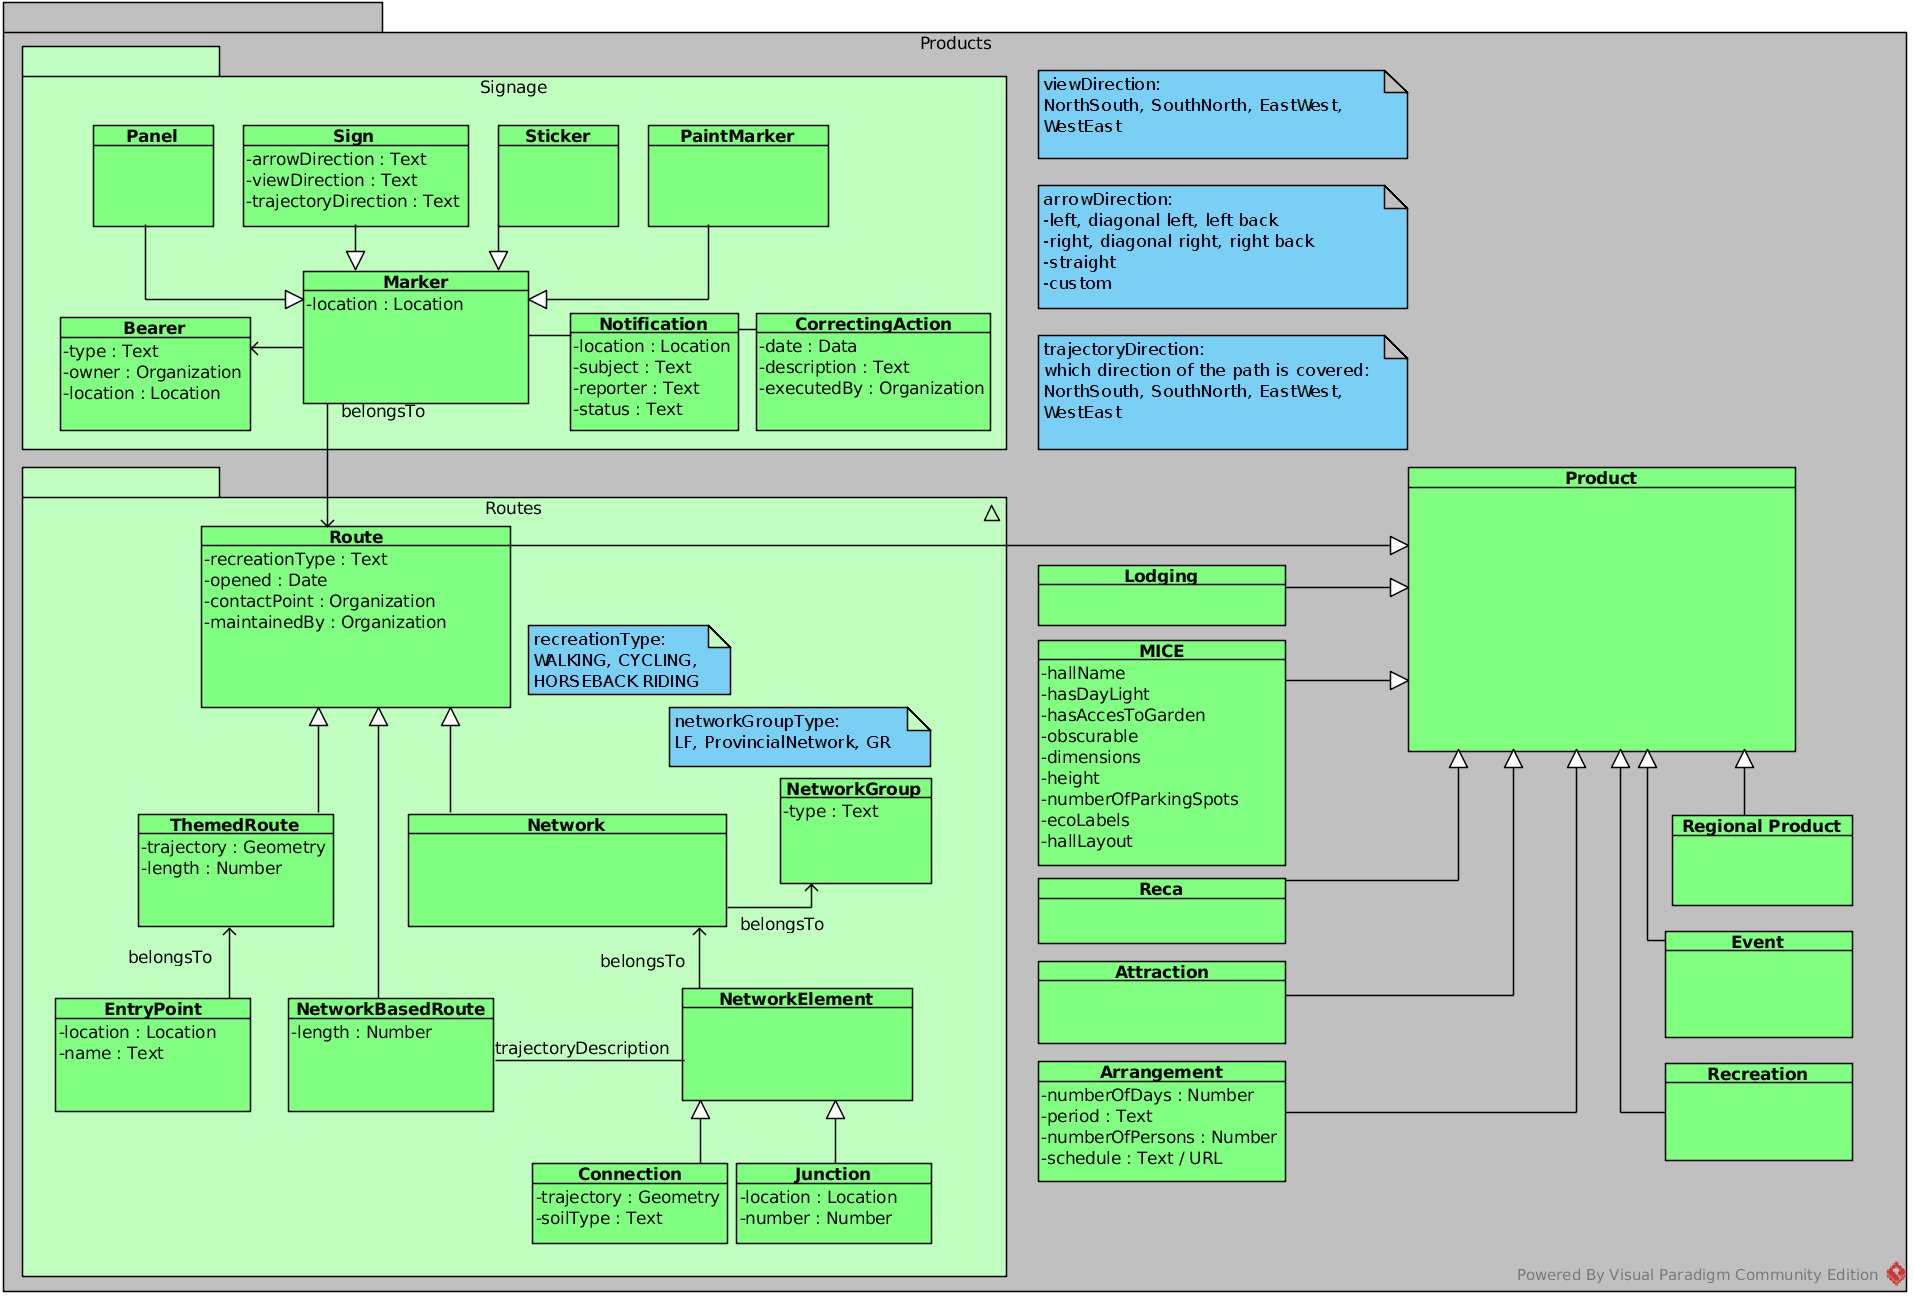 Products
Signage
Panel
Sign
-arrowDirection : Text
-viewDirection : Text
-trajectoryDirection : Text
Sticker
PaintMarker
Marker
-location : Location
Bearer
-type : Text
-owner : Organization
-location : Location
Notification
-location : Location
-subject : Text
-reporter : Text
-status : Text
CorrectingAction
-date : Data
-description : Text
-executedBy : Organization
belongsTo
viewDirection:
NorthSouth, SouthNorth, EastWest,
WestEast
arrowDirection:
-left, diagonal left, left back
-right, diagonal right, right back
-straight
-custom
trajectoryDirection:
which direction of the path is covered:
NorthSouth, SouthNorth, EastWest,
WestEast
Routes
Route
-recreationType : Text
-opened : Date
-contactPoint : Organization
-maintainedBy : Organization
recreationType:
WALKING, CYCLING,
HORSEBACK RIDING
networkGroupType:
LF, ProvincialNetwork, GR
NetworkGroup
-type : Text
ThemedRoute
-trajectory : Geometry
-length : Number
Network
belongsTo
belongsTo
belongsTo
EntryPoint
-location : Location
-name : Text
NetworkBasedRoute
-length : Number
trajectoryDescription
NetworkElement
Connection
-trajectory : Geometry
-soilType : Text
Junction
-location : Location
-number : Number
Product
Lodging
MICE
-hallName
-hasDayLight
-hasAccesToGarden
-obscurable
-dimensions
-height
-numberOfParkingSpots
-ecoLabels
-hallLayout
Reca
Attraction
Arrangement
-numberOfDays : Number
-period : Text
-numberOfPersons : Number
-schedule : Text / URL
Regional Product
Event
Recreation
Powered By Visual Paradigm Community Edition